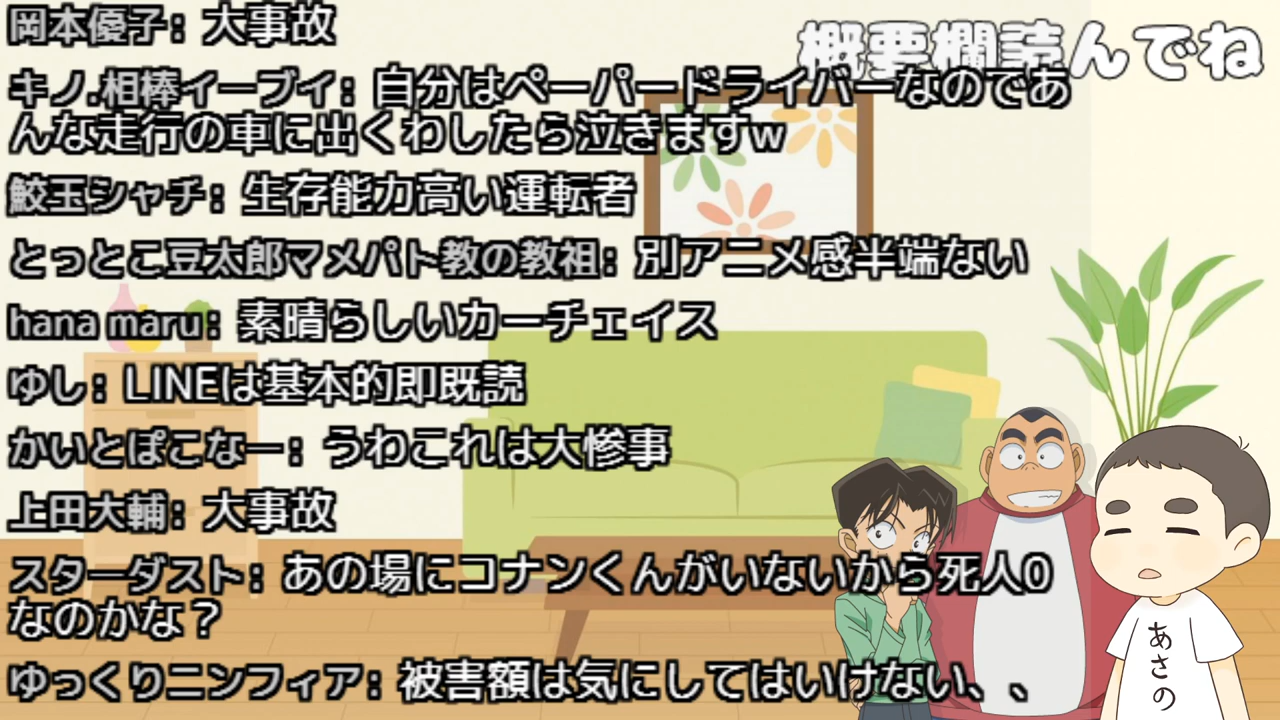 岡本優子: 大事故
概要欄読んでね
キノ.相棒イーブイ: 自分はペーパードライバーなのであ
んな走行の車に出くわしたら泣きますw
鮫玉シャチ: 生存能力高い運転者
とっとこ豆太郎マメパト教の教祖: 別アニメ感半端ない
hana maru: 素晴らしいカーチェイス
ゆし: LINEは基本的即既読
かいとぽこなー: うわこれは大惨事
上田大輔: 大事故
スターダスト: あの場にコナンくんがいないから死人0
なのかな？
ゆっくりニンフィア: 被害額は気にしてはいけない、、
あさの